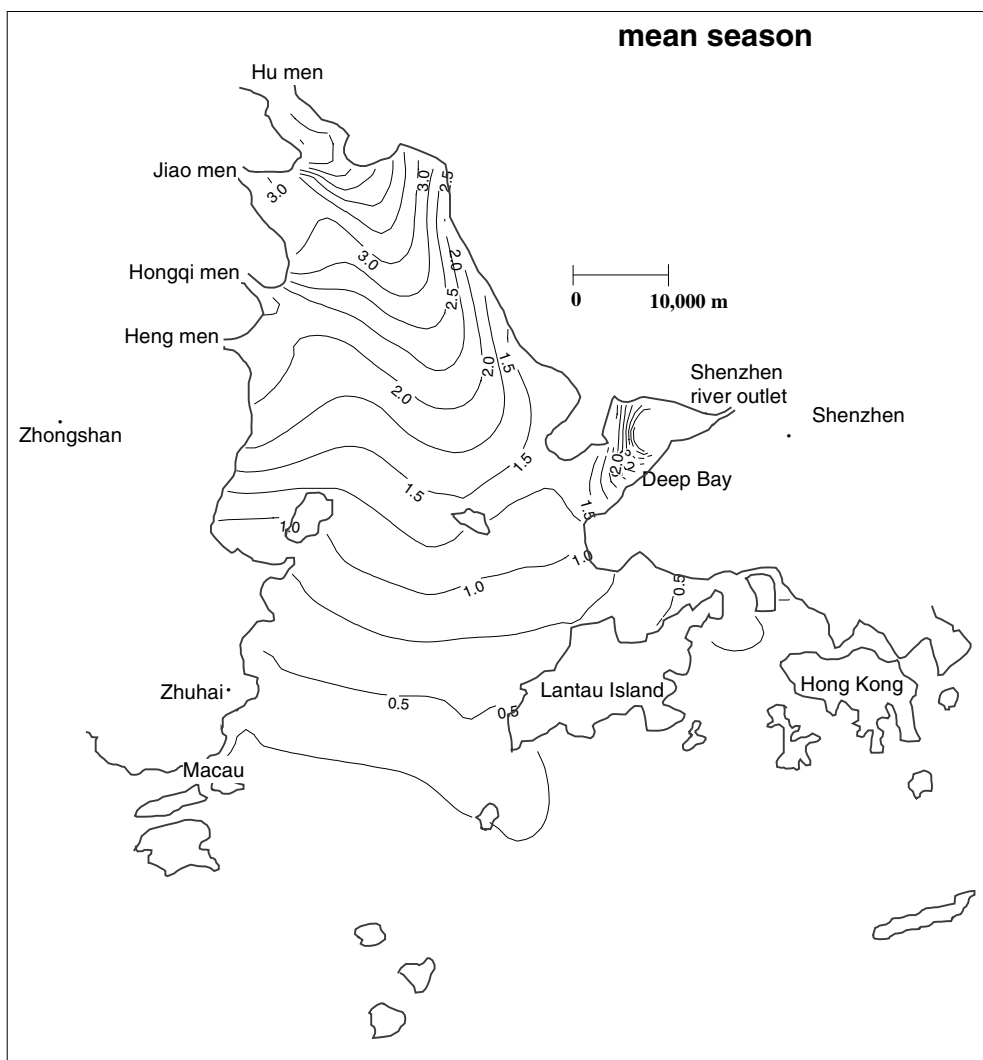 mean season
Hu men
Jiao men
3.0
3.0
2.5
3.0
2.0
Hongqi men
2.5
0
10,000 m
Heng men
2.0
1.5
2.0
Shenzhen
river outlet
Shenzhen
Zhongshan
1.5
2.0
Deep Bay
1.5
1.5
1.0
1.0
1.0
0.5
Zhuhai
0.5
0.5
Lantau Island
Hong Kong
Macau